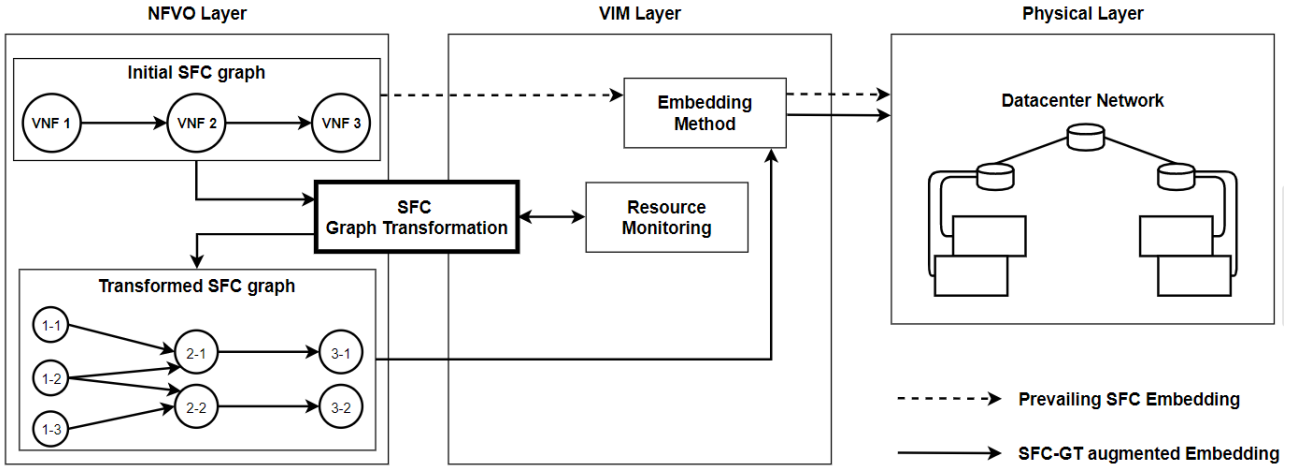 NFVO Layer
VIM Layer
Physical Layer
Initial SFC graph
VNF 1
VNF 2
VNF 3
Embedding
Method
Datacenter Network
SFC
Graph Transformation
Resource
Monitoring
Transformed SFC graph
1-1
1-2
1-3
2-1
2-2
3-1
3-2
Prevailing SFC Embedding
SFC-GT augmented Embedding